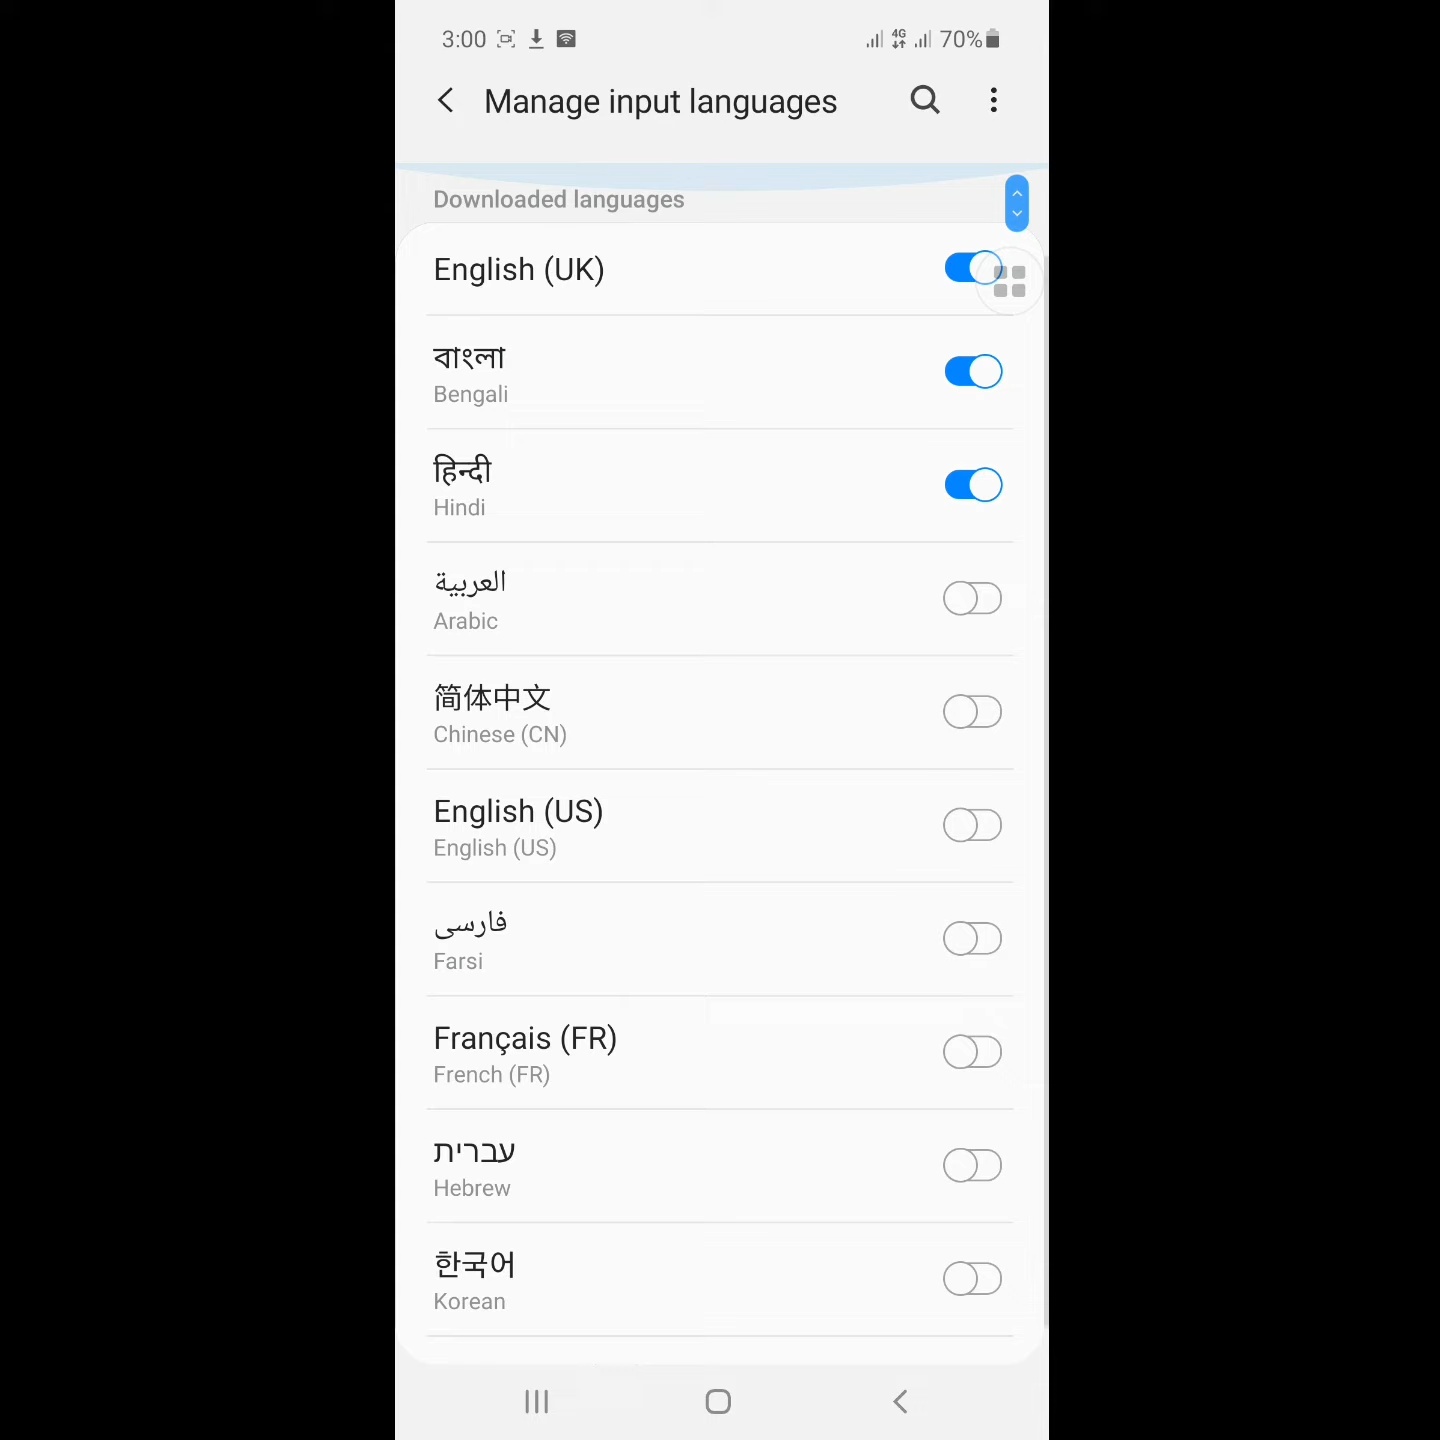 3:00 4G 70%
Manage input languages
Downloaded languages
English (UK)
বাংলা
Bengali
हिन्दी
Hindi
العربية
Arabic
简体中文
Chinese (CN)
English (US)
English (US)
فارسی
Farsi
Français (FR)
French (FR)
עברית
Hebrew
한국어
Korean